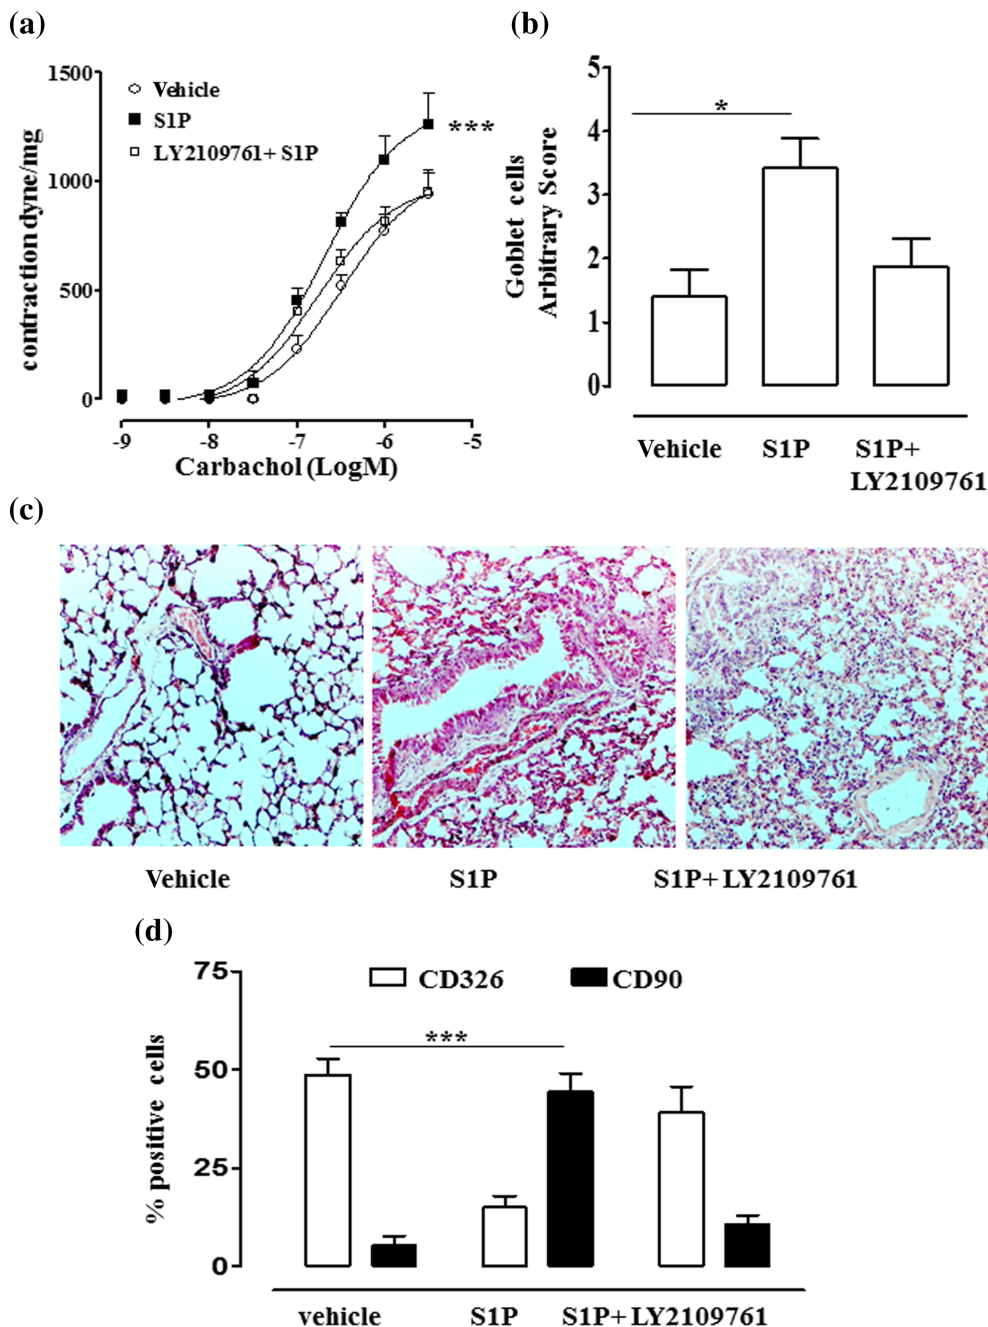 (a)
1500
1000
500
0
contraction dyne/mg
Vehicle
S1P
LY2109761+ S1P
***
-9 -8 -7 -6 -5
Carbachol (LogM)
(b)
5
4
3
2
1
0
Goblet cells
Arbitrary Score
*
Vehicle S1P S1P+
LY2109761
(c)
Vehicle S1P S1P+ LY2109761
(d)
75
50
25
0
% positive cells
CD326 CD90
***
vehicle S1P S1P+ LY2109761